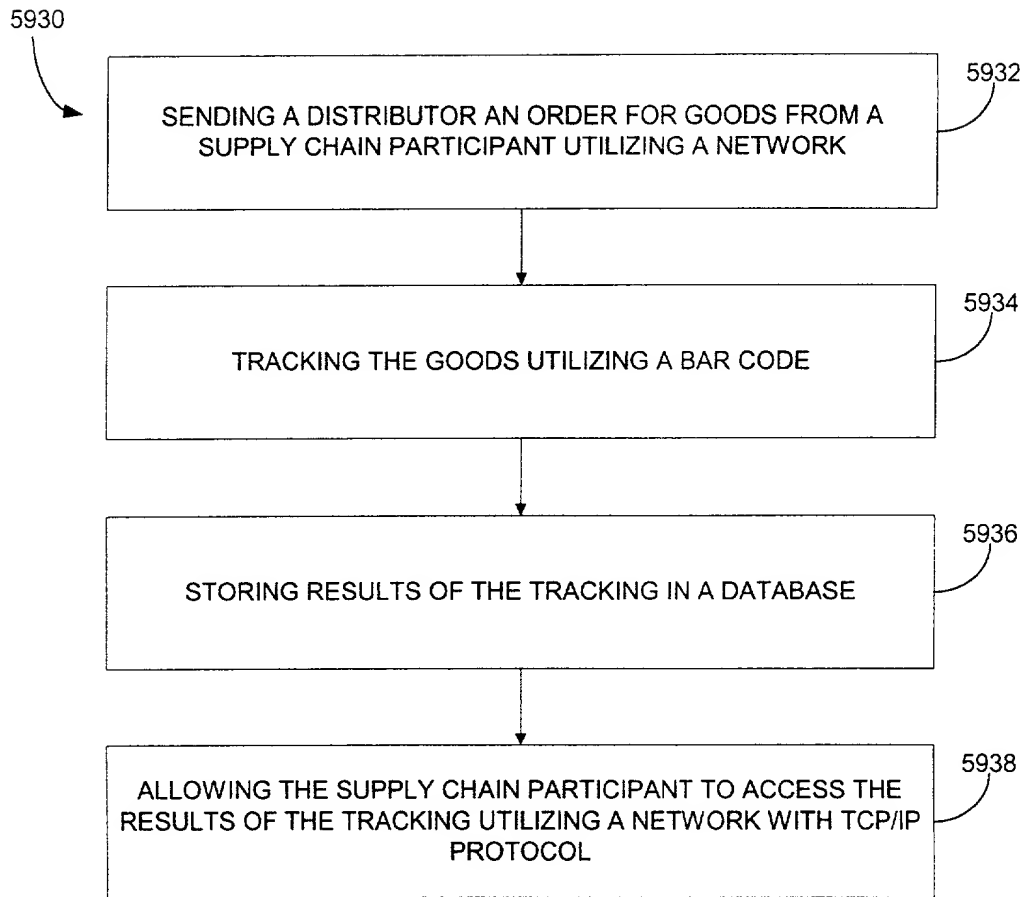 5930
5932
SENDING A DISTRIBUTOR AN ORDER FOR GOODS FROM A
SUPPLY CHAIN PARTICIPANT UTILIZING A NETWORK
5934
TRACKING THE GOODS UTILIZING A BAR CODE
5936
STORING RESULTS OF THE TRACKING IN A DATABASE
5938
ALLOWING THE SUPPLY CHAIN PARTICIPANT TO ACCESS THE
RESULTS OF THE TRACKING UTILIZING A NETWORK WITH TCP/IP
PROTOCOL